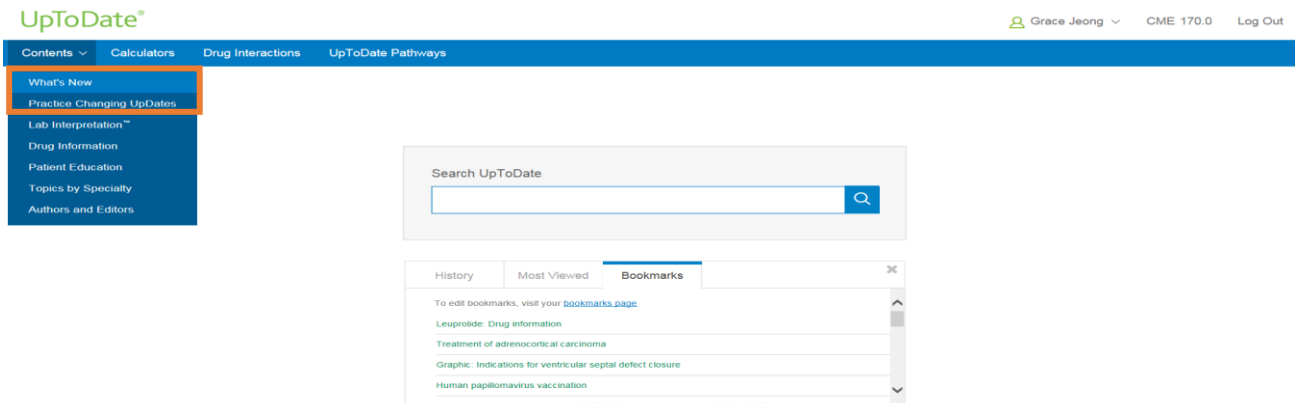 UpToDate®
Grace Jeong CME 170.0 Log Out
Contents Calculators Drug Interactions UpToDate Pathways
What's New
Practice Changing UpDates
Lab Interpretation™
Drug Information
Patient Education
Topics by Specialty
Authors and Editors
Search UpToDate
History Most Viewed Bookmarks
To edit bookmarks, visit your bookmarks page
Leuprolide: Drug information
Treatment of adrenocortical carcinoma
Graphic: Indications for ventricular septal defect closure
Human papillomavirus vaccination